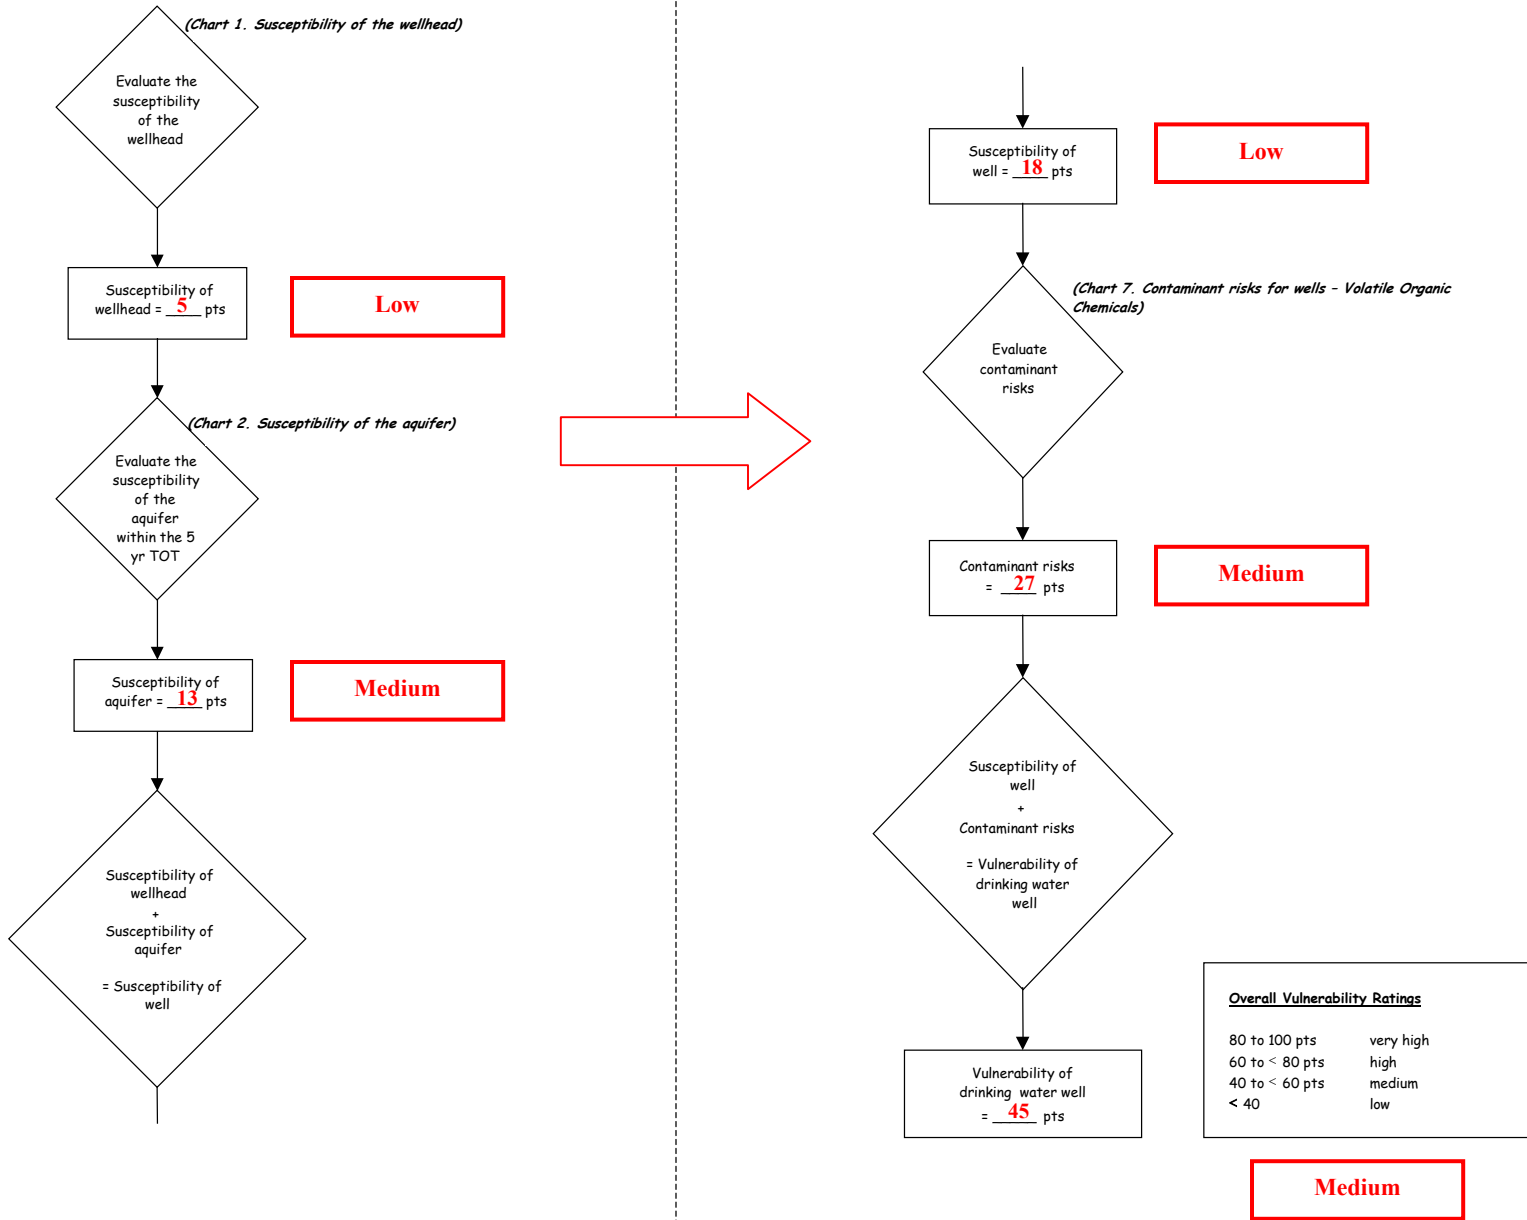 (Chart 1. Susceptibility of the wellhead)
Evaluate the
susceptibility
of the
wellhead
Susceptibility of
wellhead = 5 pts
Low
(Chart 2. Susceptibility of the aquifer)
Evaluate the
susceptibility
of the
aquifer
within the 5
yr TOT
Susceptibility of
aquifer = 13 pts
Medium
Susceptibility of
wellhead
+
Susceptibility of
aquifer
= Susceptibility of
well
Susceptibility of
well = 18 pts
Low
(Chart 7. Contaminant risks for wells – Volatile Organic
Chemicals)
Evaluate
contaminant
risks
Contaminant risks
= 27 pts
Medium
Susceptibility of
well
+
Contaminant risks
= Vulnerability of
drinking water
well
Vulnerability of
drinking water well
= 45 pts
Overall Vulnerability Ratings
80 to 100 pts very high
60 to < 80 pts high
40 to < 60 pts medium
< 40 low
Medium